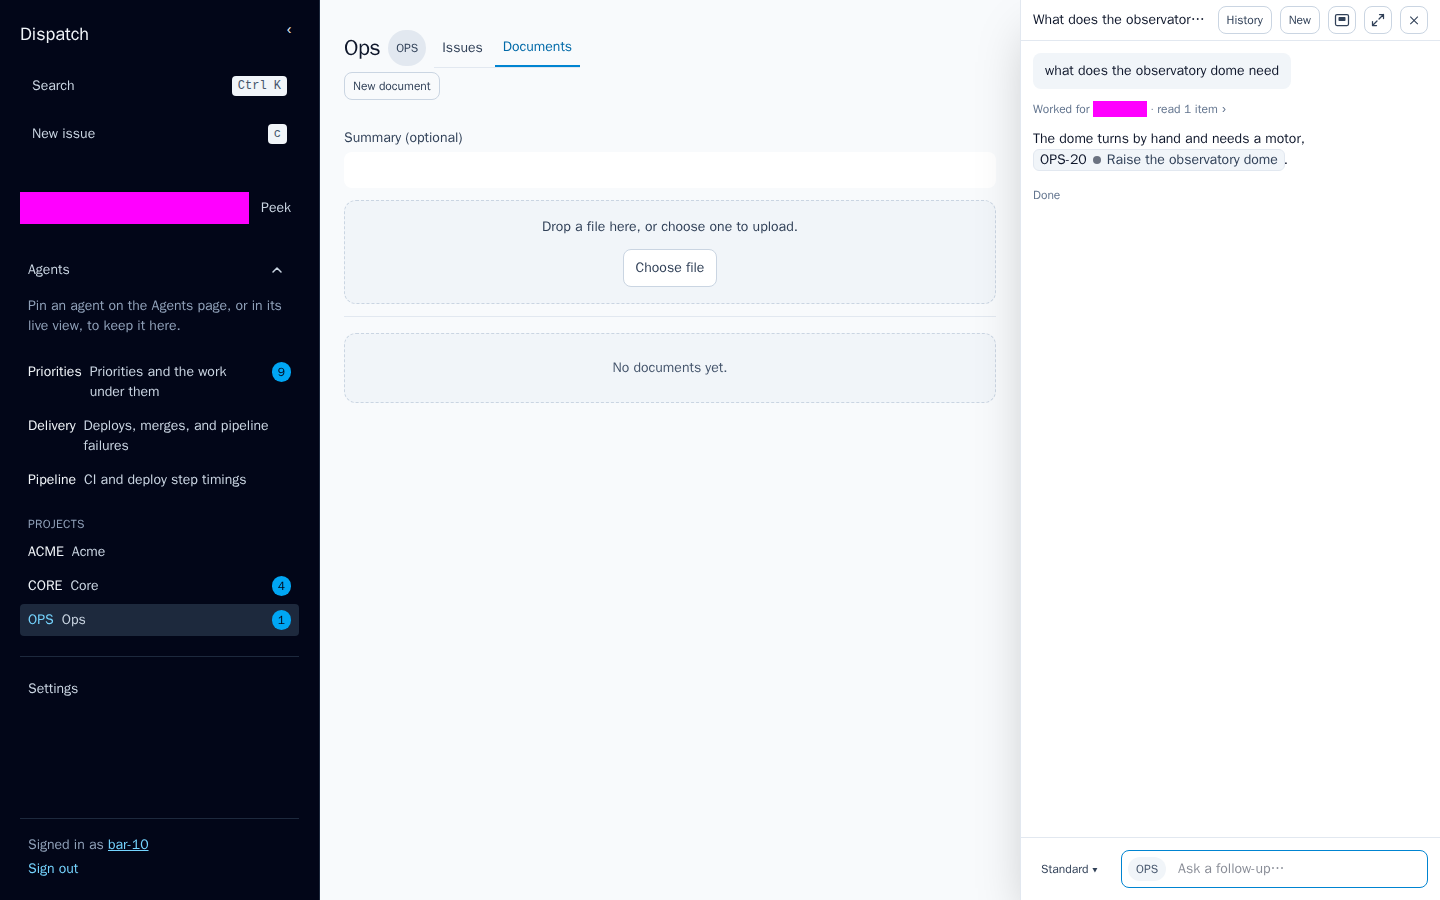 Dispatch
‹
Search
Ctrl K
New issue
C
Peek
Agents
Pin an agent on the Agents page, or in its
live view, to keep it here.
Priorities Priorities and the work
under them
9
Delivery Deploys, merges, and pipeline
failures
Pipeline CI and deploy step timings
PROJECTS
ACME Acme
CORE Core 4
OPS Ops 1
Settings
Signed in as bar-10
Sign out
Ops OPS Issues Documents
New document
Summary (optional)
Drop a file here, or choose one to upload.
Choose file
No documents yet.
What does the observator… History New
what does the observatory dome need
Worked for · read 1 item ›
The dome turns by hand and needs a motor,
OPS-20 Raise the observatory dome.
Done
Standard ▾ OPS Ask a follow-up…